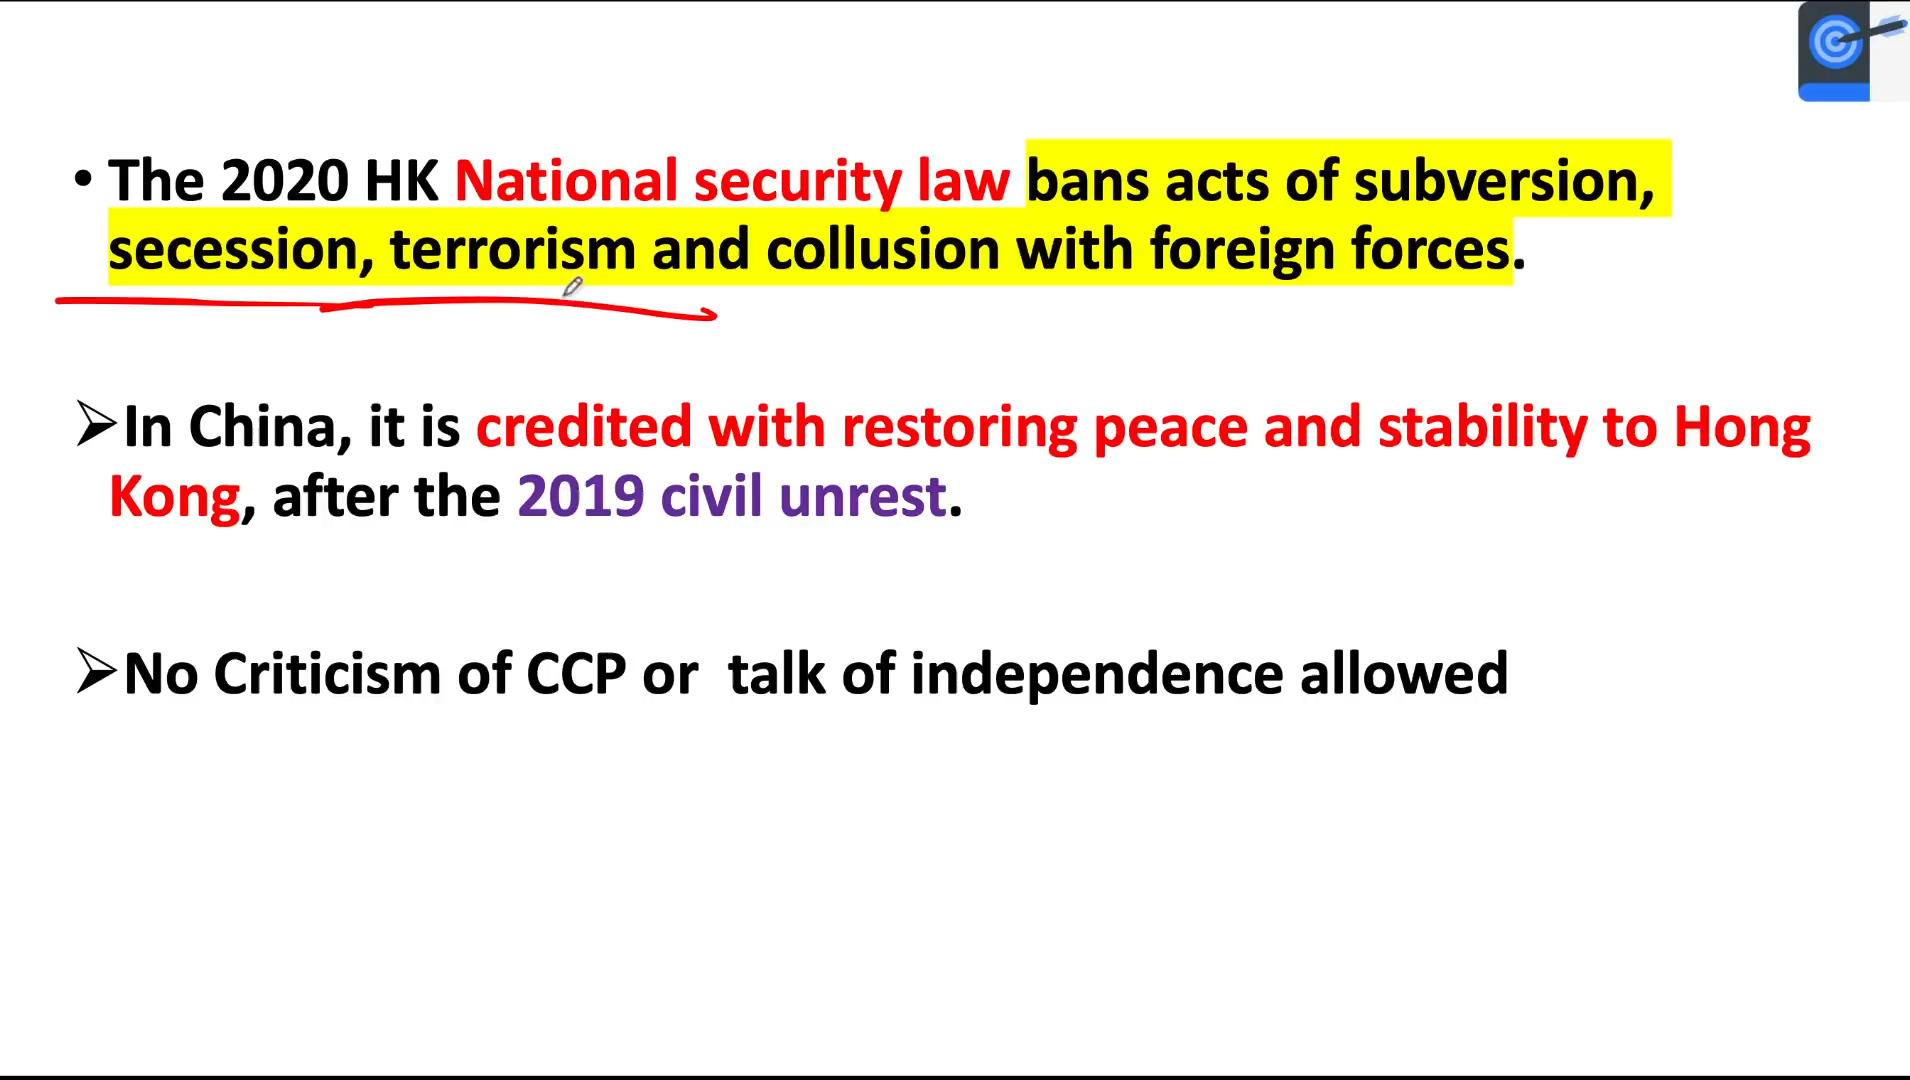 • The 2020 HK National security law bans acts of subversion,
secession, terrorism and collusion with foreign forces.
➢In China, it is credited with restoring peace and stability to Hong
Kong, after the 2019 civil unrest.
➢No Criticism of CCP or  talk of independence allowed